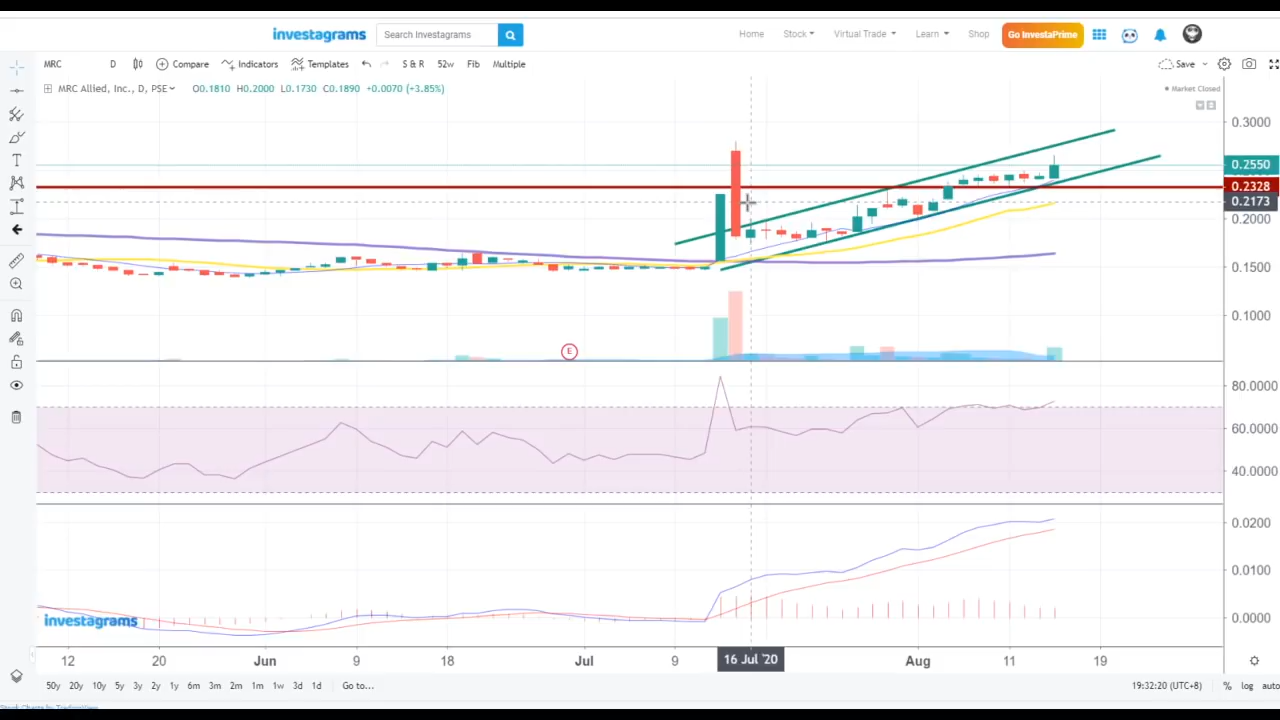 investagrams Search Investagrams Home Stock Virtual Trade Learn Shop Go InvestaPrime
MRC D Compare Indicators Templates S & R 52w Fib Multiple Save
MRC Allied, Inc., D, PSE O0.1810 H0.2000 L0.1730 C0.1890 +0.0070 (+3.85%) Market Closed
0.3000
0.2550
0.2328
0.2173
0.2000
0.1500
0.1000
E
80.0000
60.0000
40.0000
0.0200
0.0100
0.0000
investagrams
12 20 Jun 9 18 Jul 9 16 Jul '20 Aug 11 19
50y 20y 10y 5y 3y 2y 1y 6m 3m 2m 1m 1w 3d 1d Go to... 19:32:20 (UTC+8) % log auto
Stock Charts by TradingView